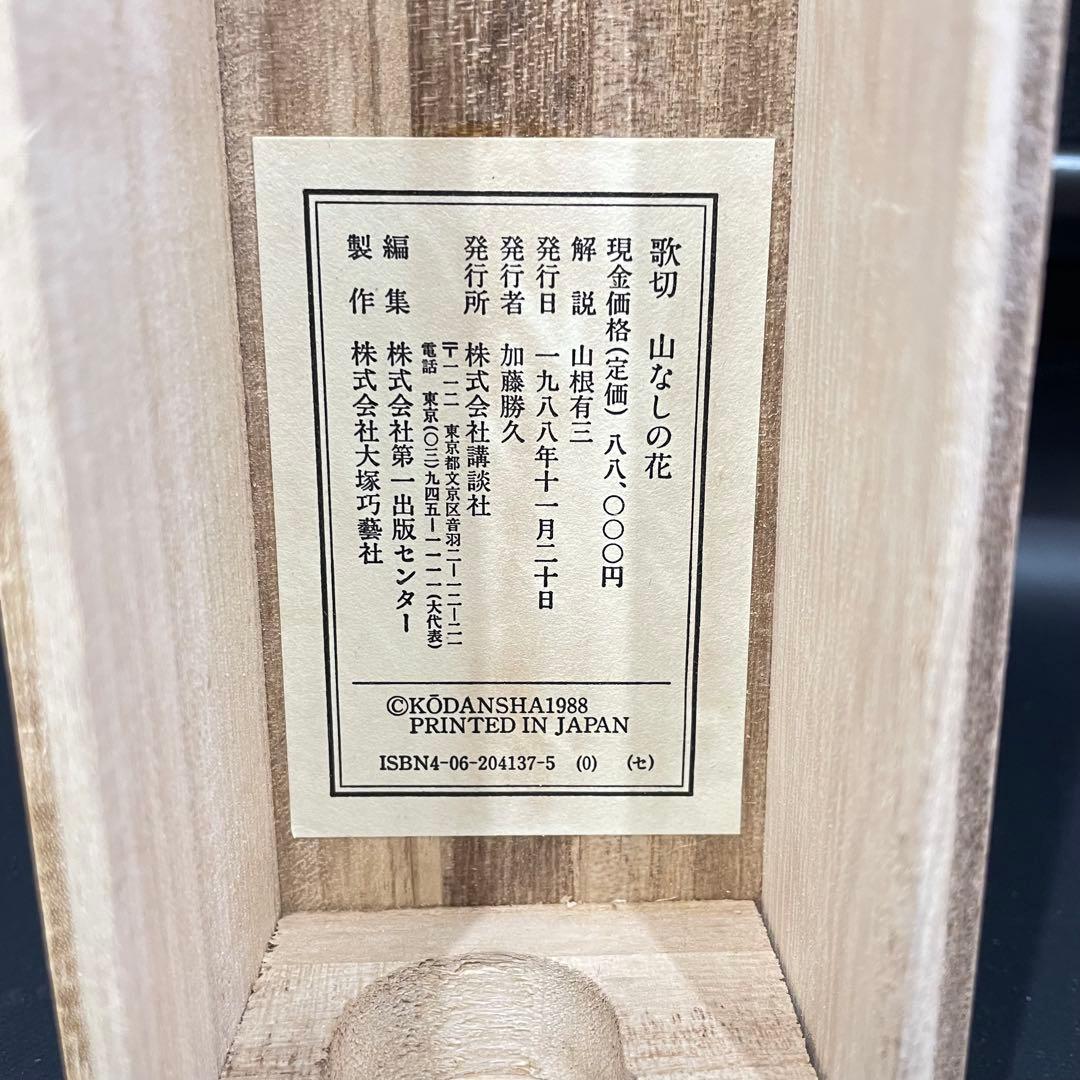 歌切 山なしの花
現金価格(定価) 八八、〇〇〇円
解説 山根有三
発行日 一九八八年十一月二十日
発行者 加藤勝久
発行所 株式会社講談社
〒一一二 東京都文京区音羽二ー一二ー二一
電話 東京(〇三)九四五ー一一一一(大代表)
編集 株式会社第一出版センター
製作 株式会社大塚巧藝社
©KŌDANSHA1988
PRINTED IN JAPAN
ISBN4-06-204137-5 (0) (セ)